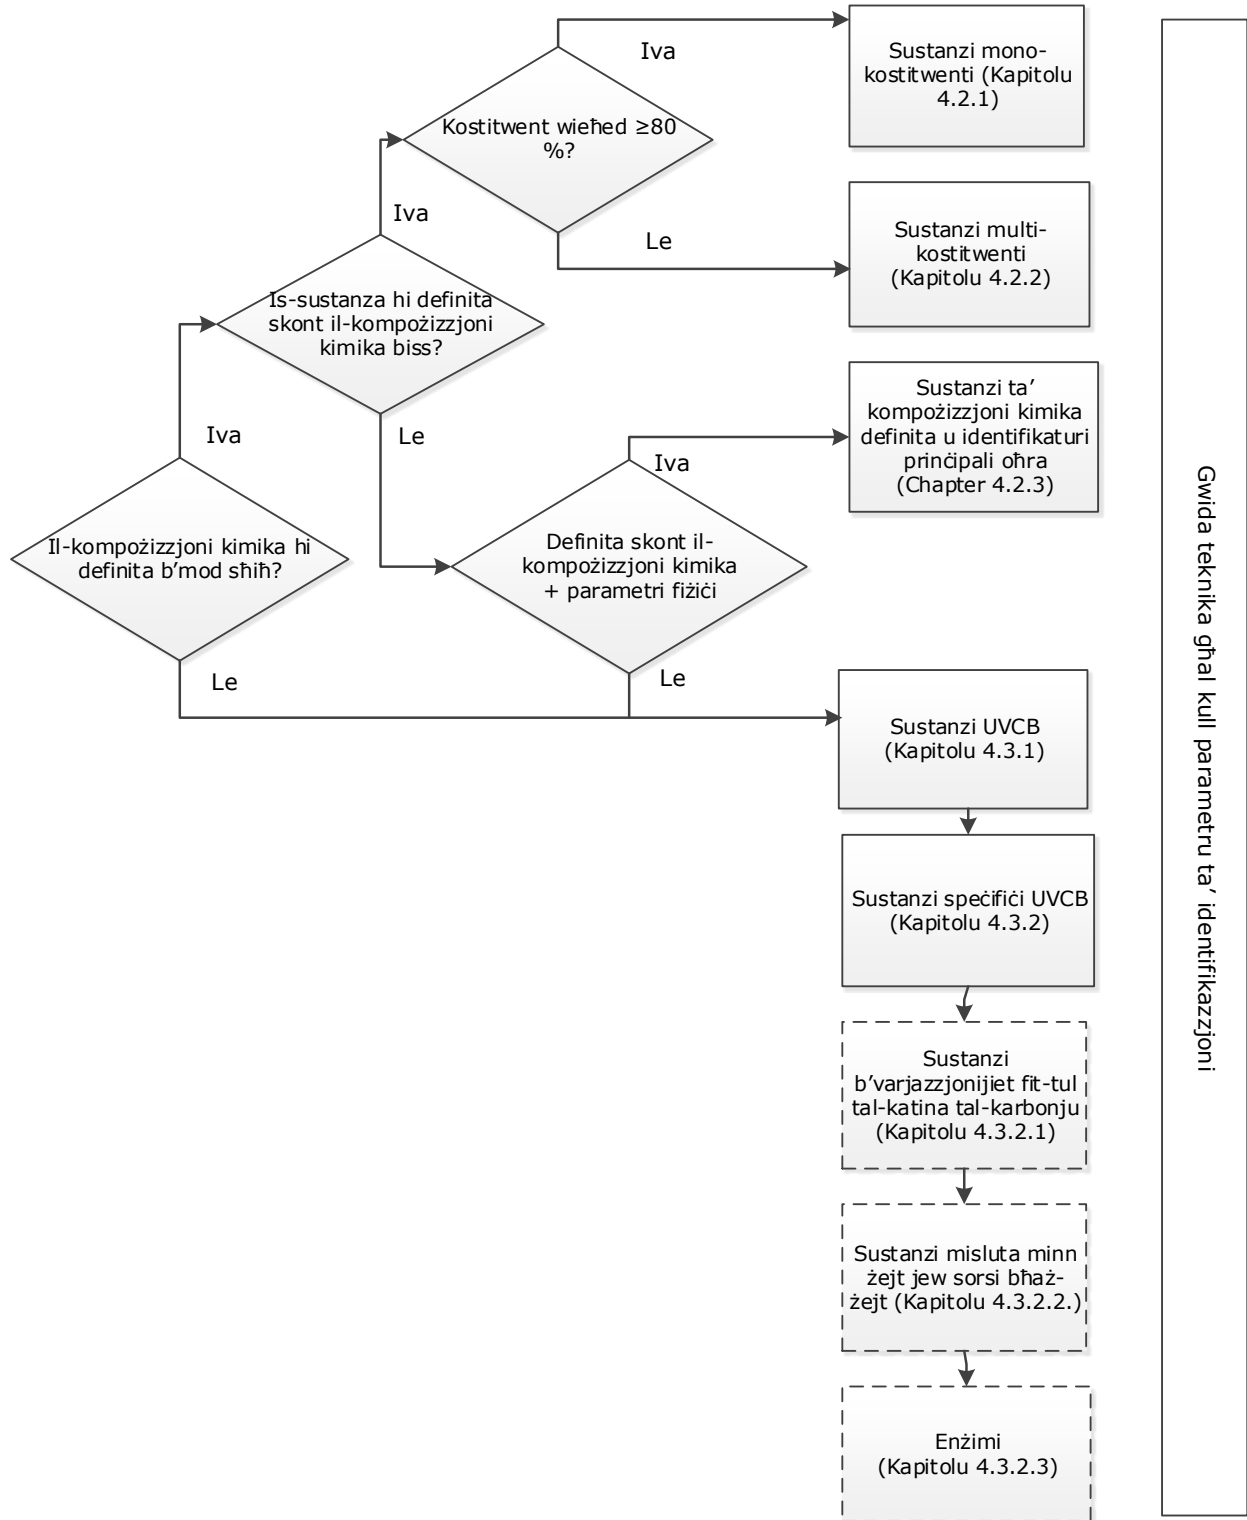 Iva
Sustanzi mono-
kostitwenti (Kapitolu
4.2.1)
Kostitwent wieħed ≥80
%?
Iva
Le
Sustanzi multi-
kostitwenti
(Kapitolu 4.2.2)
Is-sustanza hi definita
skont il-kompożizzjoni
kimika biss?
Iva
Le
Iva
Sustanzi ta’
kompożizzjoni kimika
definita u identifikaturi
prinċipali oħra
(Chapter 4.2.3)
Il-kompożizzjoni kimika hi
definita b’mod sħiħ?
Definita skont il-
kompożizzjoni kimika
+ parametri fiżiċi
Le
Le
Sustanzi UVCB
(Kapitolu 4.3.1)
Sustanzi speċifiċi UVCB
(Kapitolu 4.3.2)
Sustanzi
b’varjazzjonijiet fit-tul
tal-katina tal-karbonju
(Kapitolu 4.3.2.1)
Sustanzi misluta minn
żejt jew sorsi bħaż-
żejt (Kapitolu 4.3.2.2.)
Enżimi
(Kapitolu 4.3.2.3)
Gwida teknika għal kull parametru ta’ identifikazzjoni